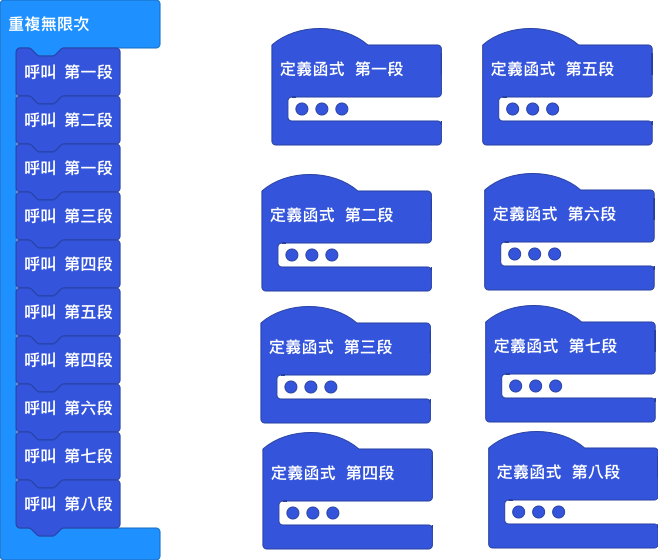 重複無限次
呼叫 第一段
呼叫 第二段
呼叫 第一段
呼叫 第三段
呼叫 第四段
呼叫 第五段
呼叫 第四段
呼叫 第六段
呼叫 第七段
呼叫 第八段
定義函式 第一段
定義函式 第二段
定義函式 第三段
定義函式 第四段
定義函式 第五段
定義函式 第六段
定義函式 第七段
定義函式 第八段